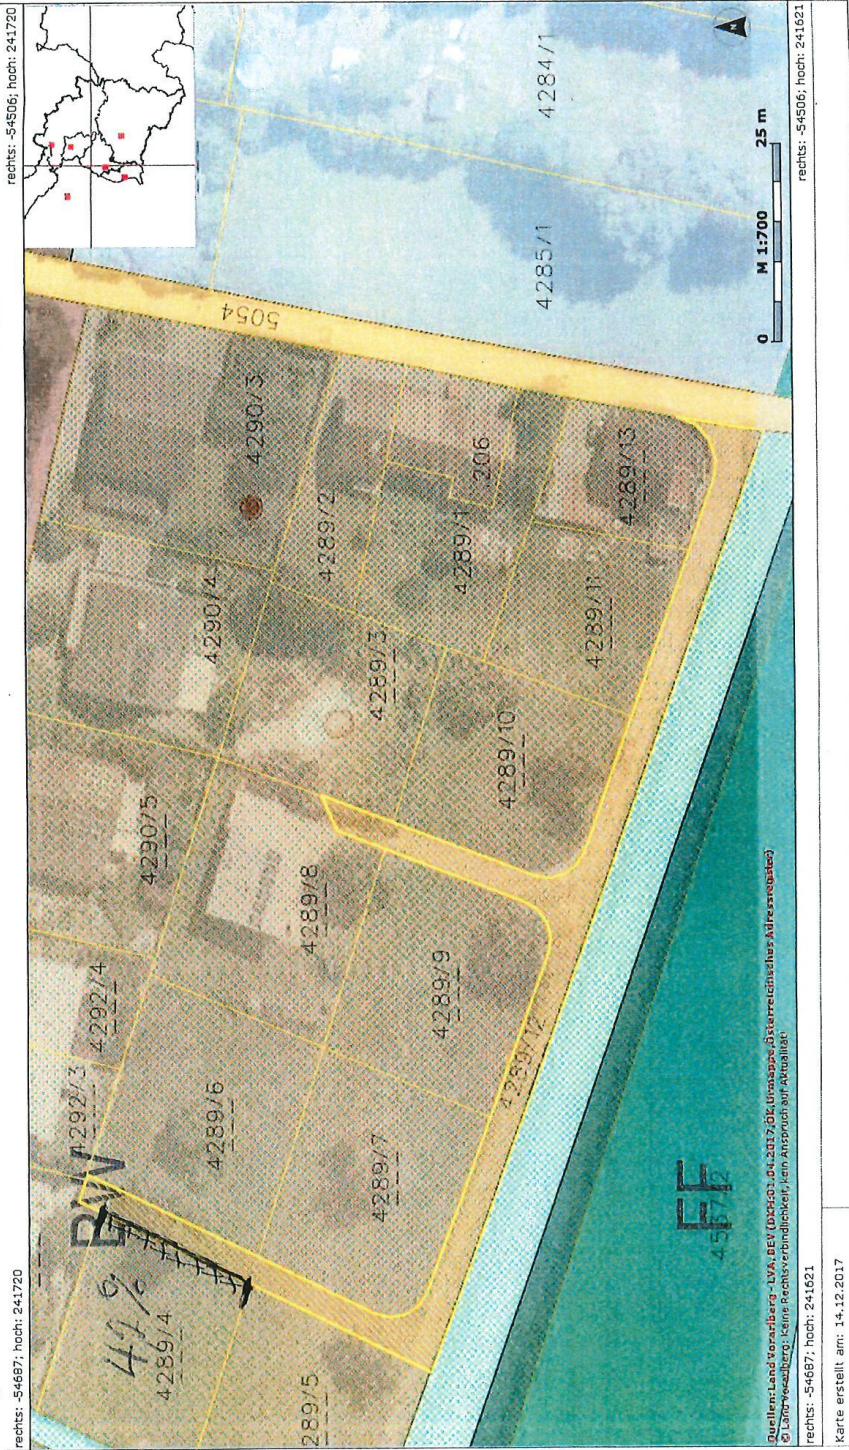 rechts: -54687; hoch: 241720
rechts: -54506; hoch: 241720
4292/3
4292/4
4290/5
4290/4
4290/3
5054
BW
42%
4289/4
4289/6
4289/8
4289/3
4289/2
4289/1
.206
4289/5
4289/7
4289/9
4289/10
4289/11
4289/13
4289/12
4285/1
4284/1
N
FF
0 M 1:700 25 m
Quellen: Land Vorarlberg - LVA, BEV (DKM: 01.04.2017, ÖK, Urmappe, Österreichisches Adressregister)
© Land Vorarlberg: Keine Rechtsverbindlichkeit, kein Anspruch auf Aktualität!
rechts: -54687; hoch: 241621
rechts: -54506; hoch: 241621
Karte erstellt am: 14.12.2017